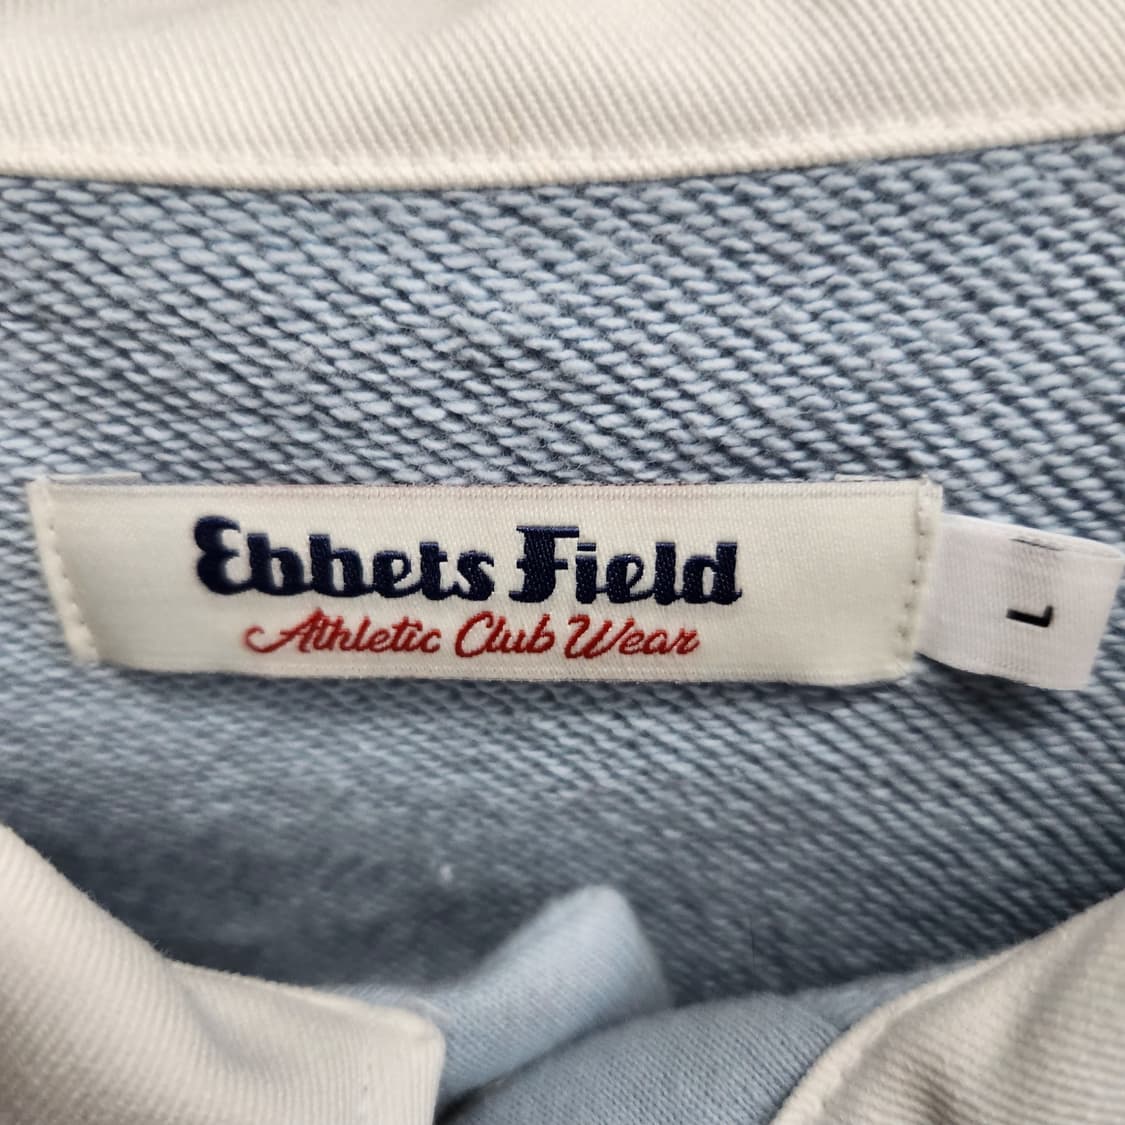 Ebbets Field
Athletic Club Wear
L